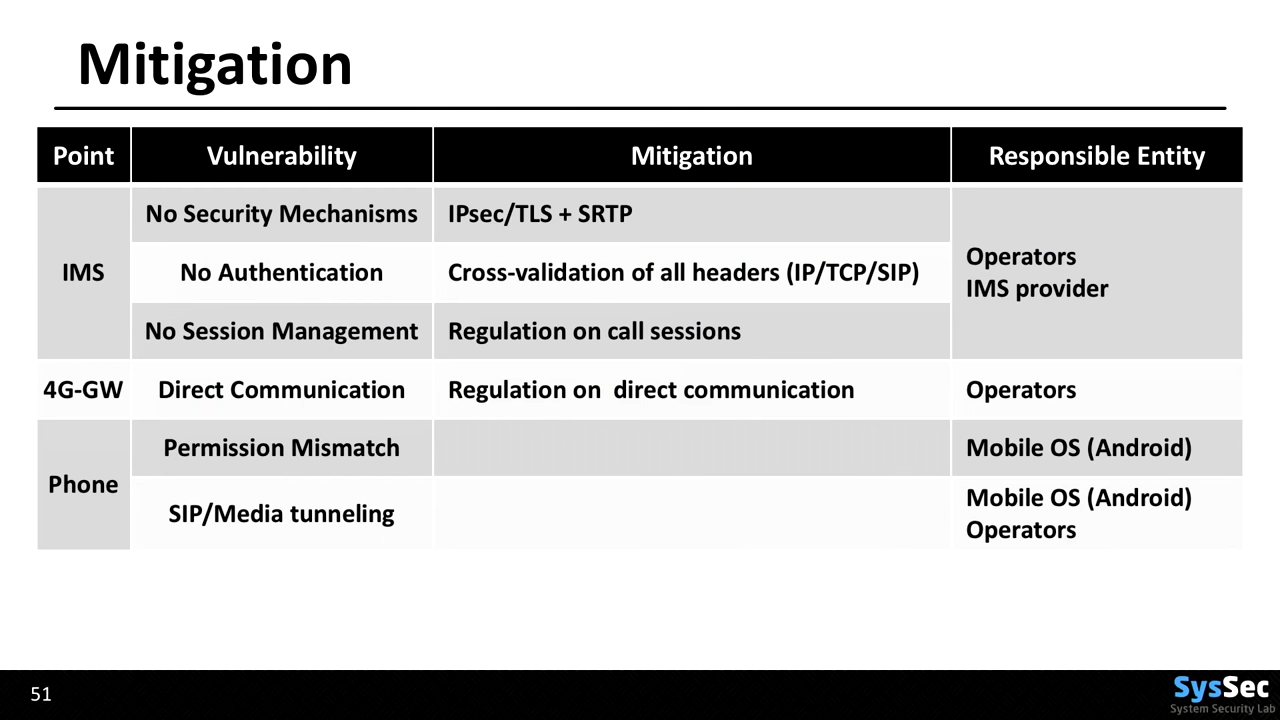 Mitigation
Point Vulnerability Mitigation Responsible Entity
IMS
No Security Mechanisms IPsec/TLS + SRTP
No Authentication Cross-validation of all headers (IP/TCP/SIP)
No Session Management Regulation on call sessions
Operators
IMS provider
4G-GW Direct Communication Regulation on direct communication Operators
Phone
Permission Mismatch Mobile OS (Android)
SIP/Media tunneling
Mobile OS (Android)
Operators
51
SysSec
System Security Lab